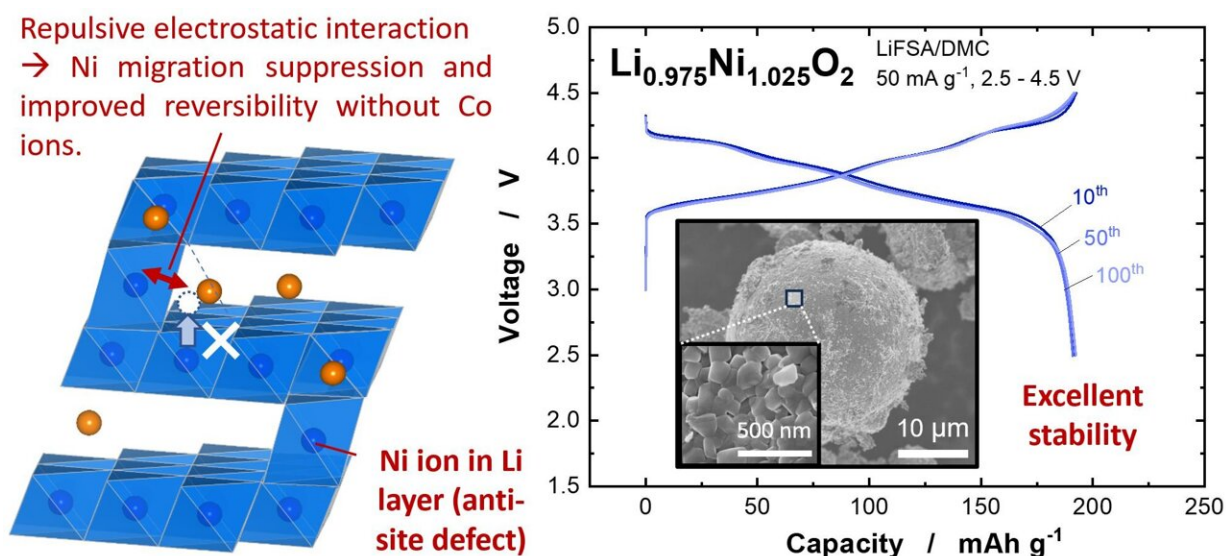 Repulsive electrostatic interaction
→ Ni migration suppression and
improved reversibility without Co
ions.
Ni ion in Li
layer (anti-
site defect)
Li0.975Ni1.025O2
LiFSA/DMC
50 mA g-1, 2.5 - 4.5 V
Voltage / V
5.0
4.5
4.0
3.5
3.0
2.5
2.0
1.5
10th
50th
100th
500 nm
10 µm
Excellent
stability
0 50 100 150 200 250
Capacity / mAh g-1